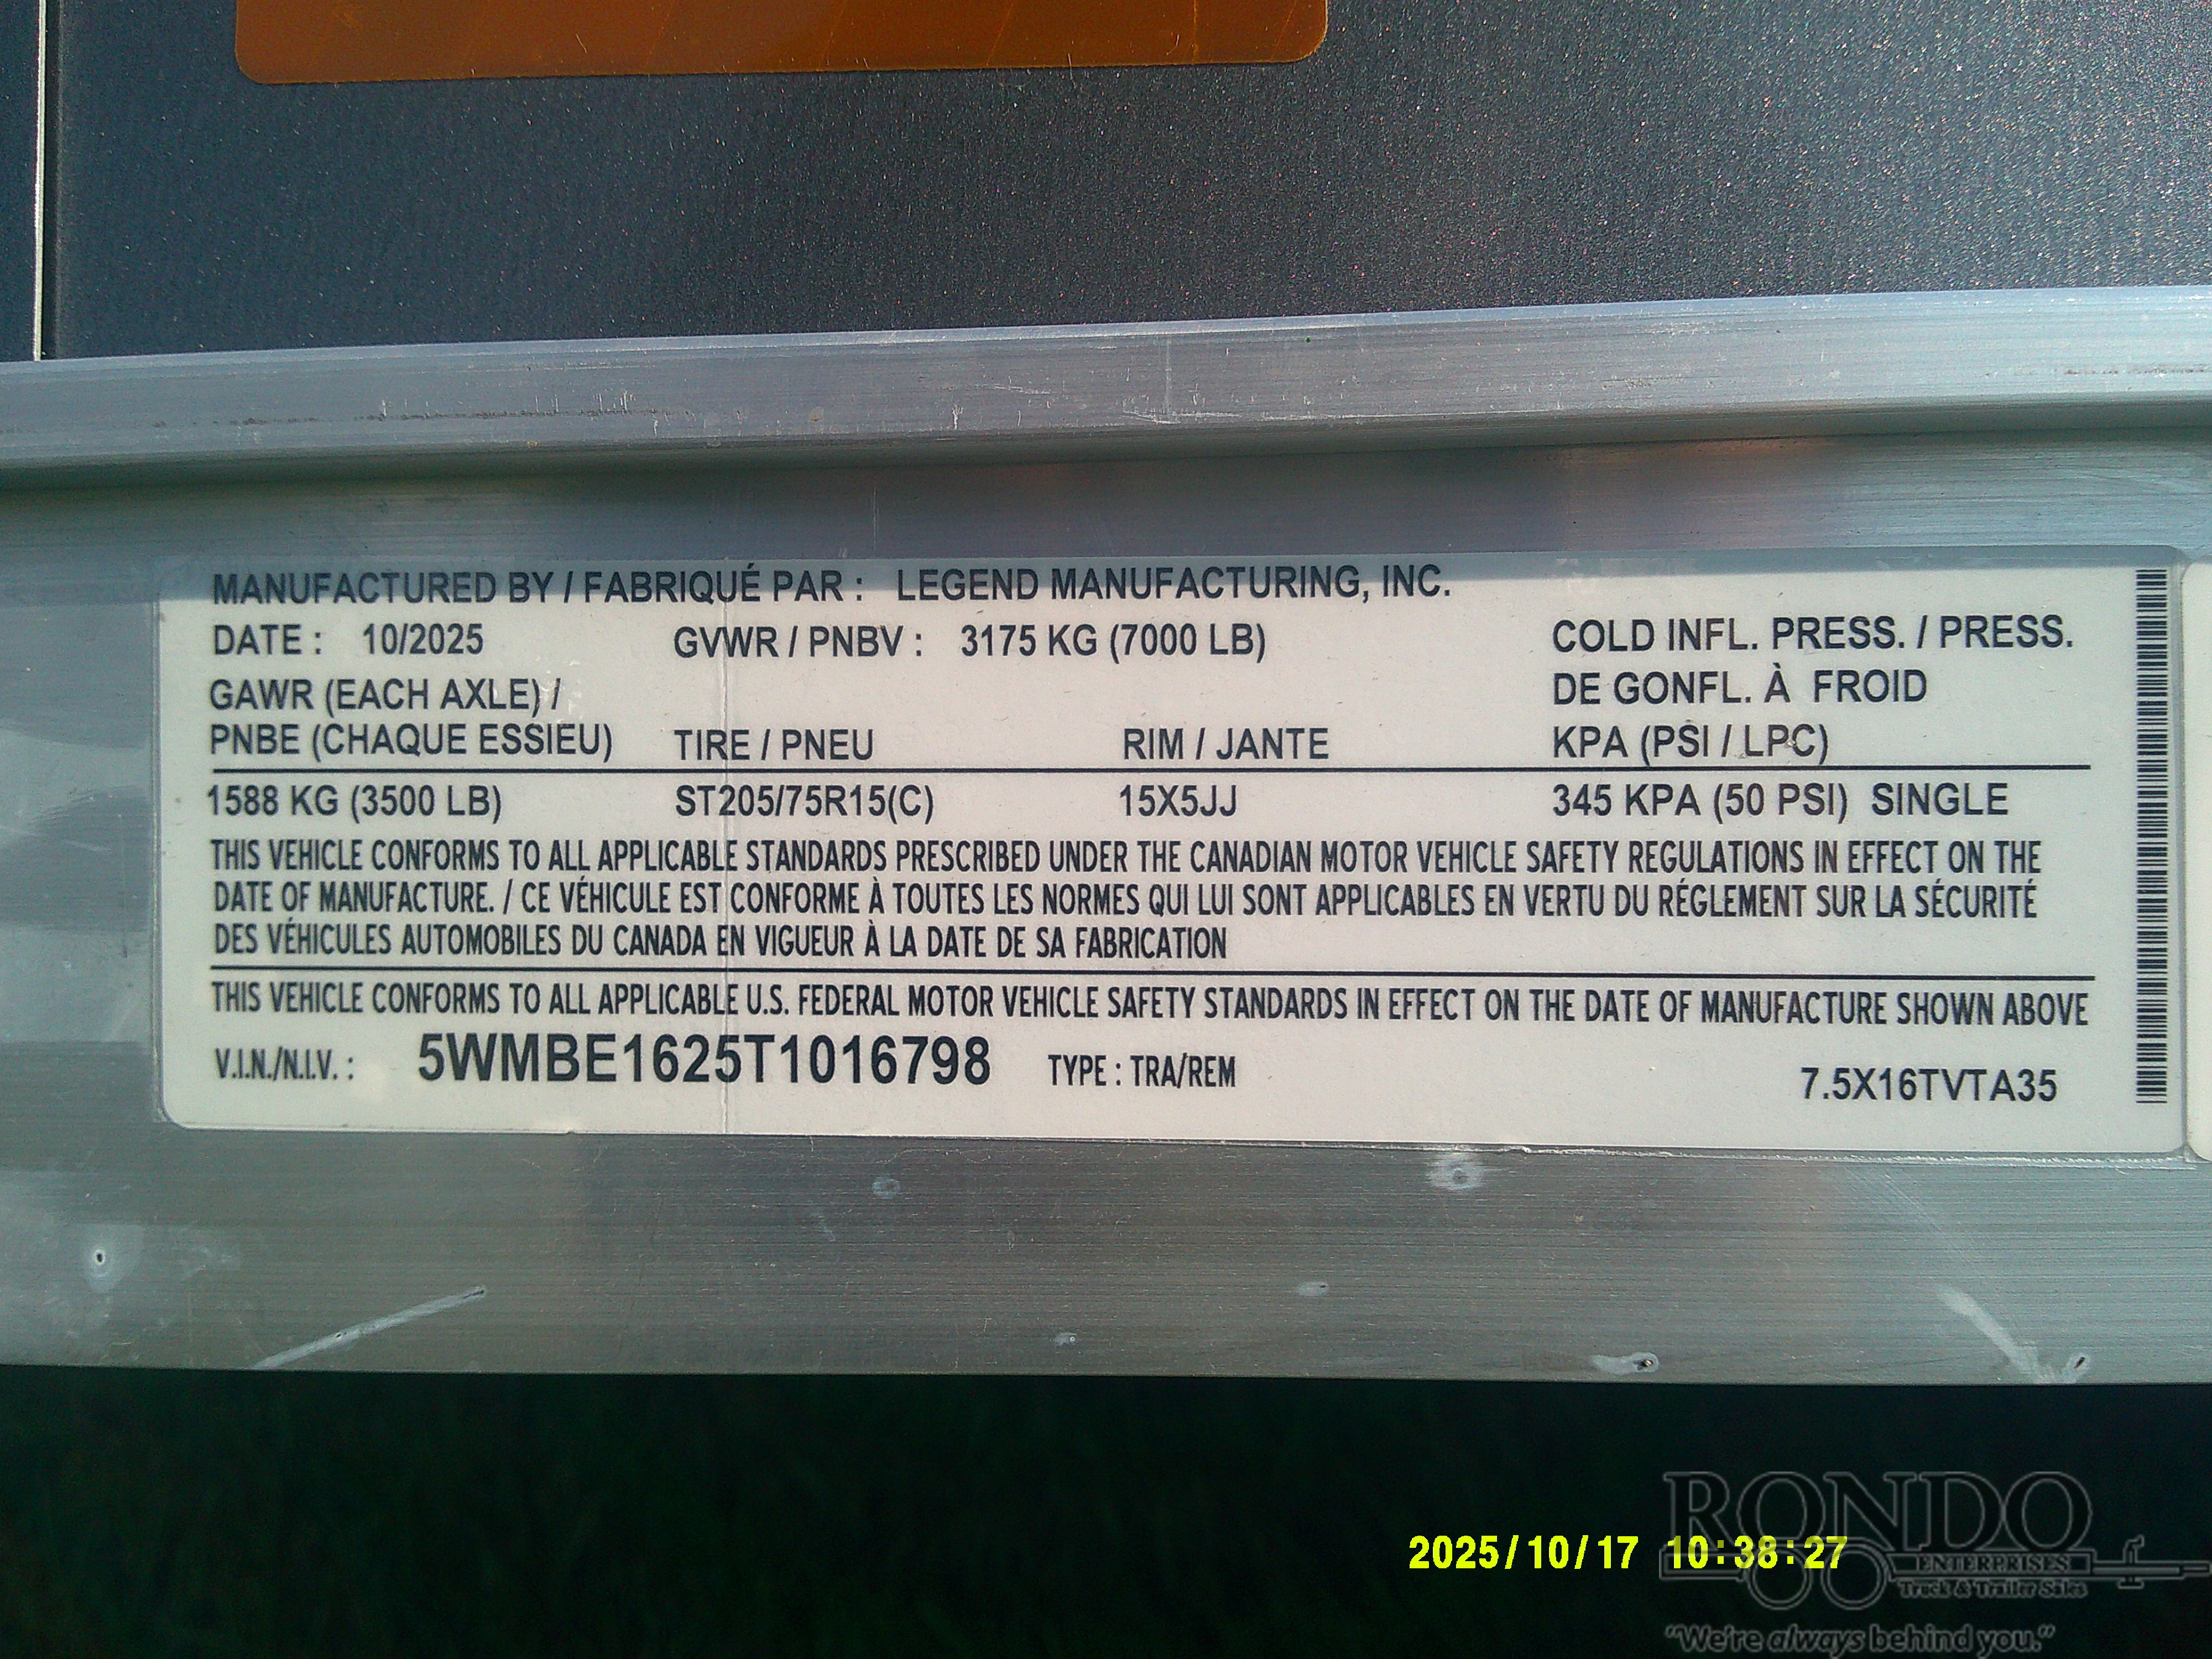 MANUFACTURED BY / FABRIQUÉ PAR : LEGEND MANUFACTURING, INC.
DATE : 10/2025 GVWR / PNBV : 3175 KG (7000 LB) COLD INFL. PRESS. / PRESS.
GAWR (EACH AXLE) / DE GONFL. À FROID
PNBE (CHAQUE ESSIEU) TIRE / PNEU RIM / JANTE KPA (PSI / LPC)
1588 KG (3500 LB) ST205/75R15(C) 15X5JJ 345 KPA (50 PSI) SINGLE
THIS VEHICLE CONFORMS TO ALL APPLICABLE STANDARDS PRESCRIBED UNDER THE CANADIAN MOTOR VEHICLE SAFETY REGULATIONS IN EFFECT ON THE
DATE OF MANUFACTURE. / CE VÉHICULE EST CONFORME À TOUTES LES NORMES QUI LUI SONT APPLICABLES EN VERTU DU RÉGLEMENT SUR LA SÉCURITÉ
DES VÉHICULES AUTOMOBILES DU CANADA EN VIGUEUR À LA DATE DE SA FABRICATION
THIS VEHICLE CONFORMS TO ALL APPLICABLE U.S. FEDERAL MOTOR VEHICLE SAFETY STANDARDS IN EFFECT ON THE DATE OF MANUFACTURE SHOWN ABOVE
V.I.N./N.I.V. : 5WMBE1625T1016798 TYPE : TRA/REM 7.5X16TVTA35
2025/10/17 10:38:27
RONDO
ENTERPRISES
Truck & Trailer Sales
"We're always behind you."